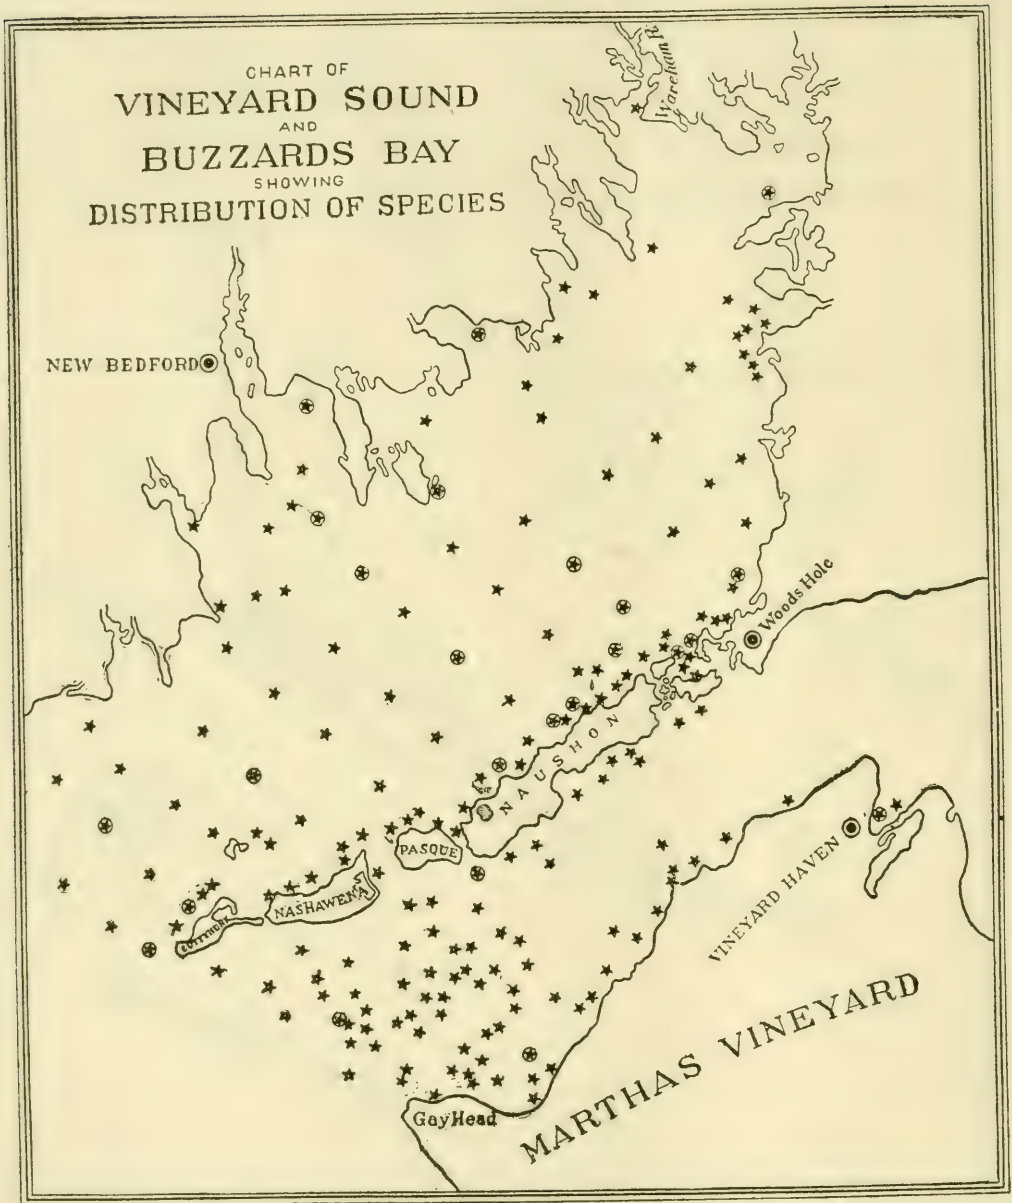 CHART OF
VINEYARD SOUND
AND
BUZZARDS BAY
SHOWING
DISTRIBUTION OF SPECIES
Wareham R.
NEW BEDFORD
Woods Hole
NAUSHON
PASQUE
NASHAWENA
CUTTYHUNK
VINEYARD HAVEN
MARTHAS VINEYARD
Gay Head